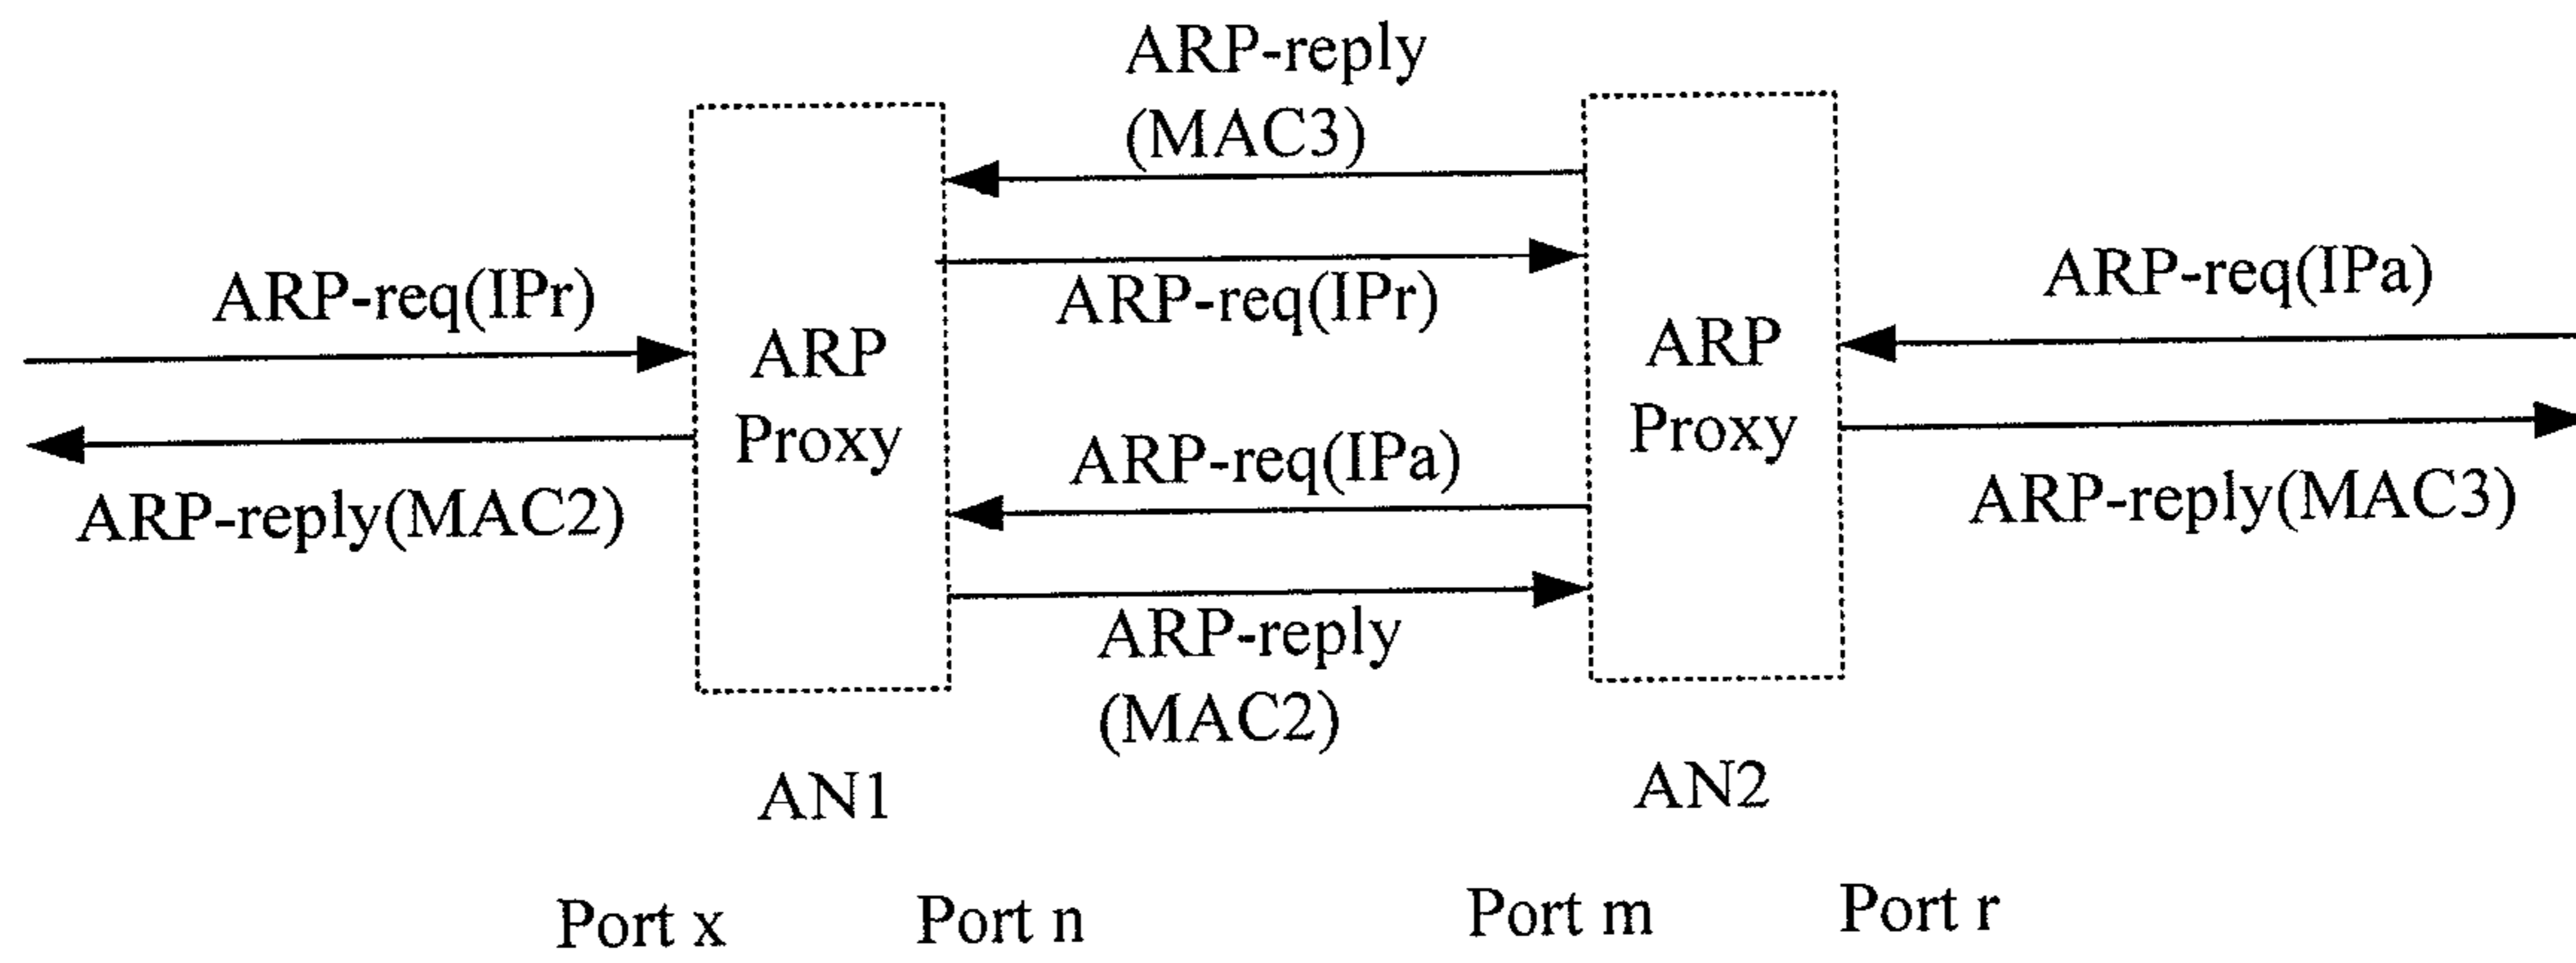 ARP-reply
(MAC3)
ARP-req(IPr)
ARP-req(IPr)
ARP-req(IPa)
ARP
Proxy
ARP
Proxy
ARP-req(IPa)
ARP-reply(MAC2)
ARP-reply(MAC3)
ARP-reply
(MAC2)
AN1
AN2
Port x
Port n
Port m
Port r